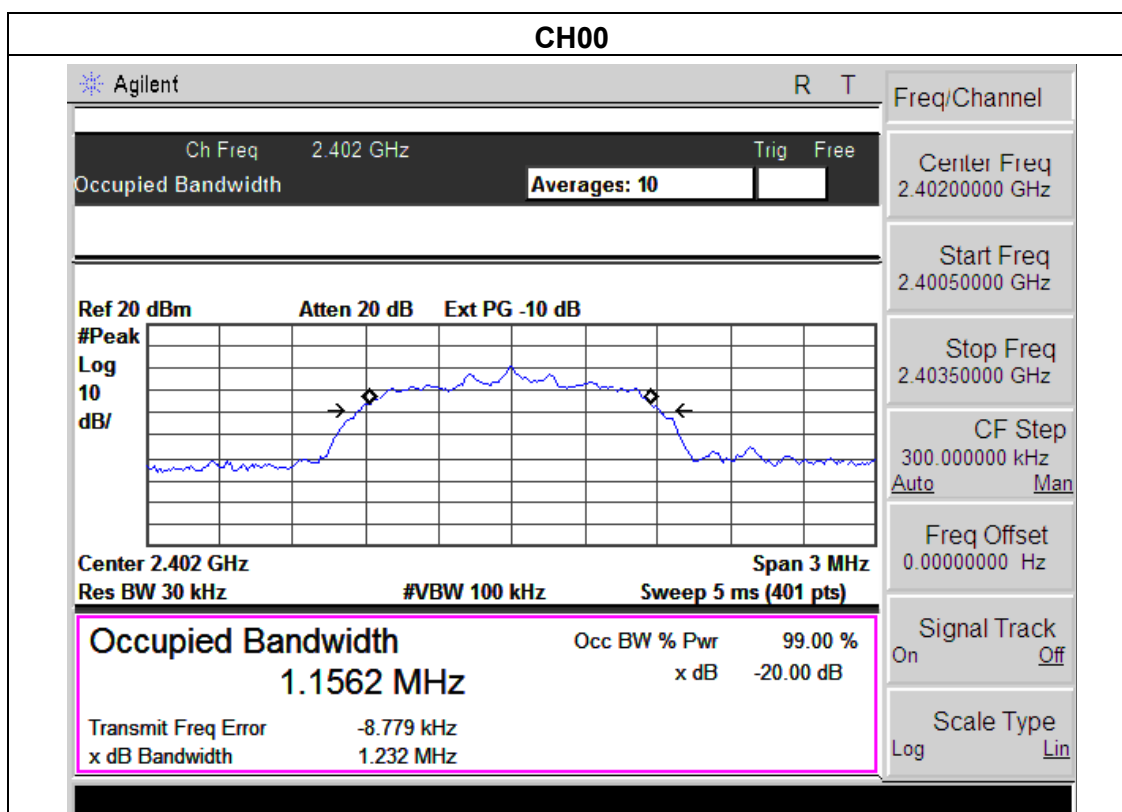 CH00
Agilent R T
Ch Freq 2.402 GHz Trig Free
Occupied Bandwidth Averages: 10
Ref 20 dBm Atten 20 dB Ext PG -10 dB
#Peak
Log
10
dB/
Center 2.402 GHz Span 3 MHz
Res BW 30 kHz #VBW 100 kHz Sweep 5 ms (401 pts)
Occupied Bandwidth Occ BW % Pwr 99.00 %
1.1562 MHz x dB -20.00 dB
Transmit Freq Error -8.779 kHz
x dB Bandwidth 1.232 MHz
Freq/Channel
Center Freq
2.40200000 GHz
Start Freq
2.40050000 GHz
Stop Freq
2.40350000 GHz
CF Step
300.000000 kHz
Auto Man
Freq Offset
0.00000000 Hz
Signal Track
On Off
Scale Type
Log Lin